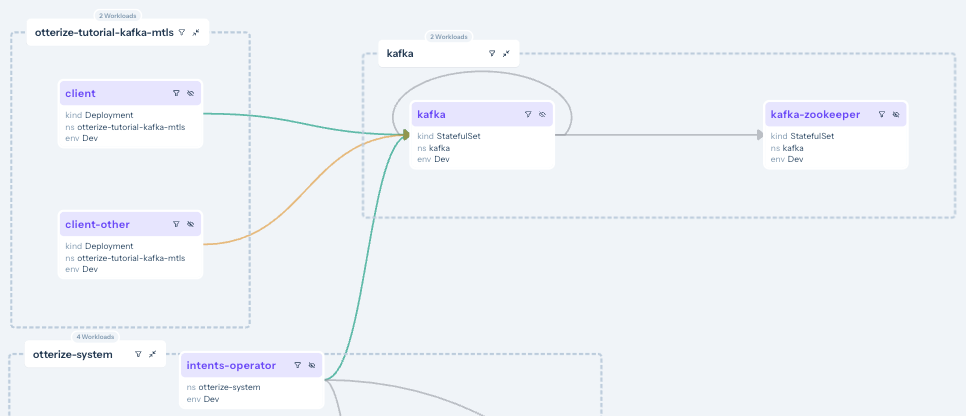 2 Workloads
otterize-tutorial-kafka-mtls
client
kind Deployment
ns otterize-tutorial-kafka-mtls
env Dev
client-other
kind Deployment
ns otterize-tutorial-kafka-mtls
env Dev
2 Workloads
kafka
kafka
kind StatefulSet
ns kafka
env Dev
kafka-zookeeper
kind StatefulSet
ns kafka
env Dev
4 Workloads
otterize-system
intents-operator
ns otterize-system
env Dev